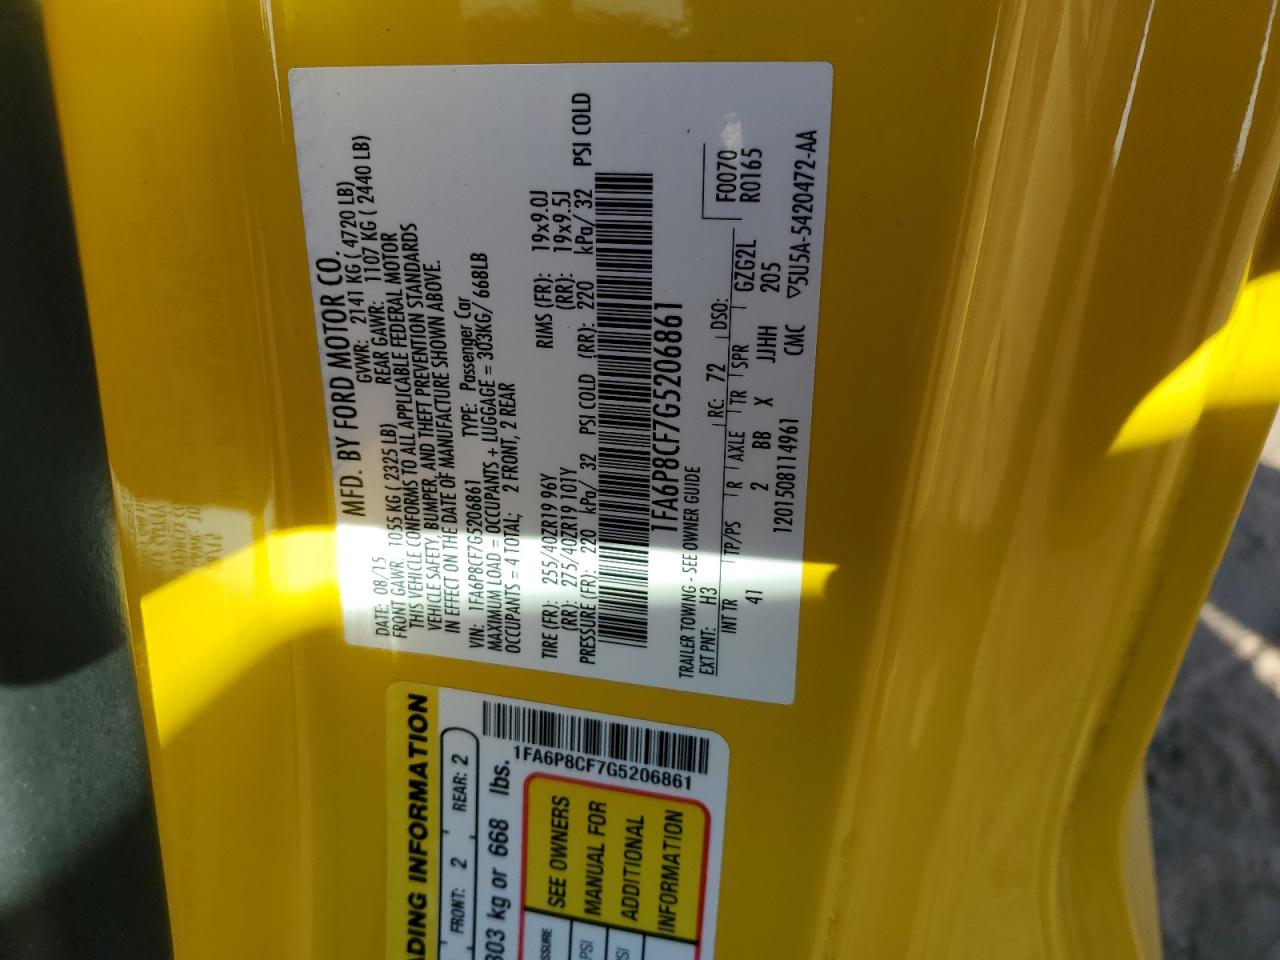 MFD. BY FORD MOTOR CO.
DATE: 08/15 GVWR: 2141 KG ( 4720 LB)
FRONT GAWR: 1055 KG ( 2325 LB) REAR GAWR: 1107 KG ( 2440 LB)
THIS VEHICLE CONFORMS TO ALL APPLICABLE FEDERAL MOTOR
VEHICLE SAFETY, BUMPER, AND THEFT PREVENTION STANDARDS
IN EFFECT ON THE DATE OF MANUFACTURE SHOWN ABOVE.
VIN: 1FA6P8CF7G5206861 TYPE: Passenger Car
MAXIMUM LOAD = OCCUPANTS + LUGGAGE = 303KG/ 668LB
OCCUPANTS = 4 TOTAL; 2 FRONT, 2 REAR
TIRE (FR): 255/40ZR19 96Y RIMS (FR): 19x9.0J
(RR): 275/40ZR19 101Y (RR): 19x9.5J
PRESSURE (FR): 220 kPa/ 32 PSI COLD (RR): 220 kPa/ 32 PSI COLD
1FA6P8CF7G5206861
TRAILER TOWING - SEE OWNER GUIDE
EXT PNT: H3 RC: 72 DSO: F0070
INT TR TP/PS R AXLE TR SPR GZG2L R0165
41 2 BB X JJHH 205
1201508114961 CMC ▽5U5A-5420472-AA
ADING INFORMATION
FRONT: 2 REAR: 2
303 kg or 668 lbs.
1FA6P8CF7G5206861
SEE OWNERS
MANUAL FOR
ADDITIONAL
INFORMATION
SSURE
PSI
PSI